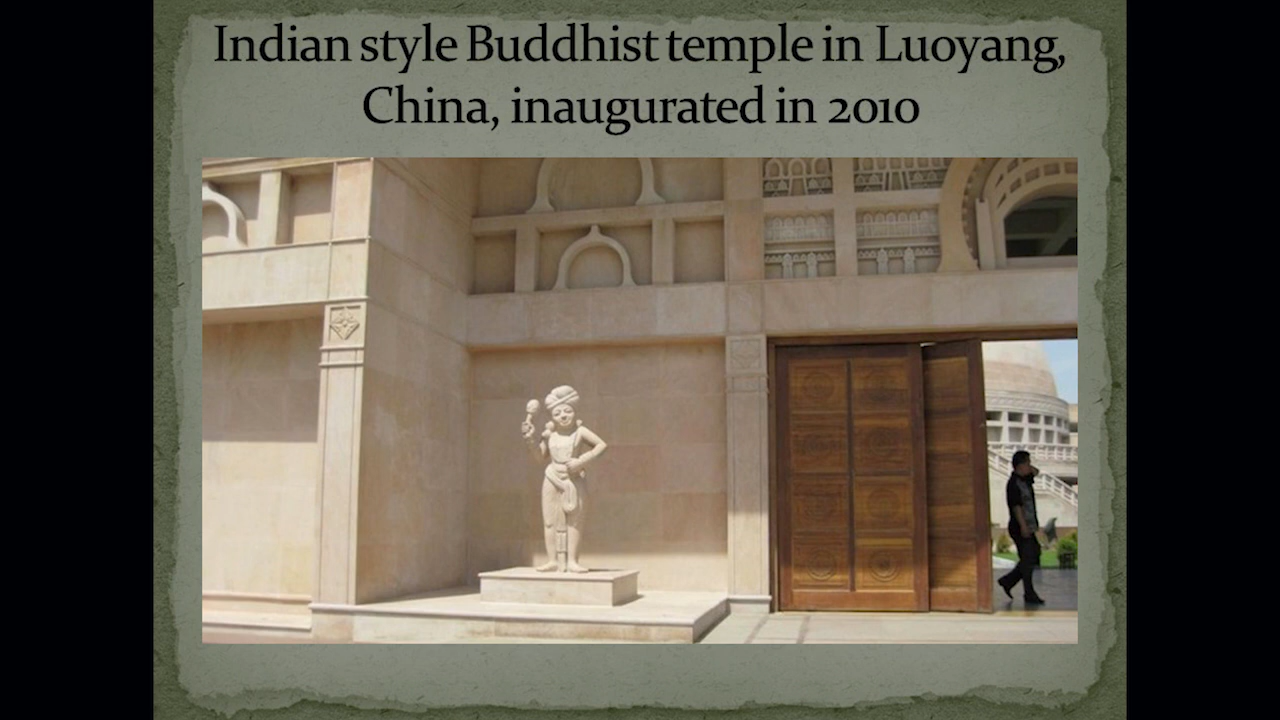 Indian style Buddhist temple in Luoyang,
China, inaugurated in 2010